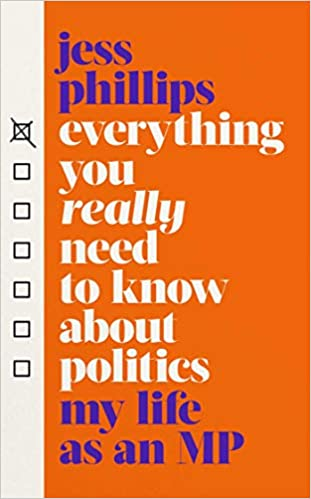 jess
phillips
everything
you
really
need
to know
about
politics
my life
as an MP